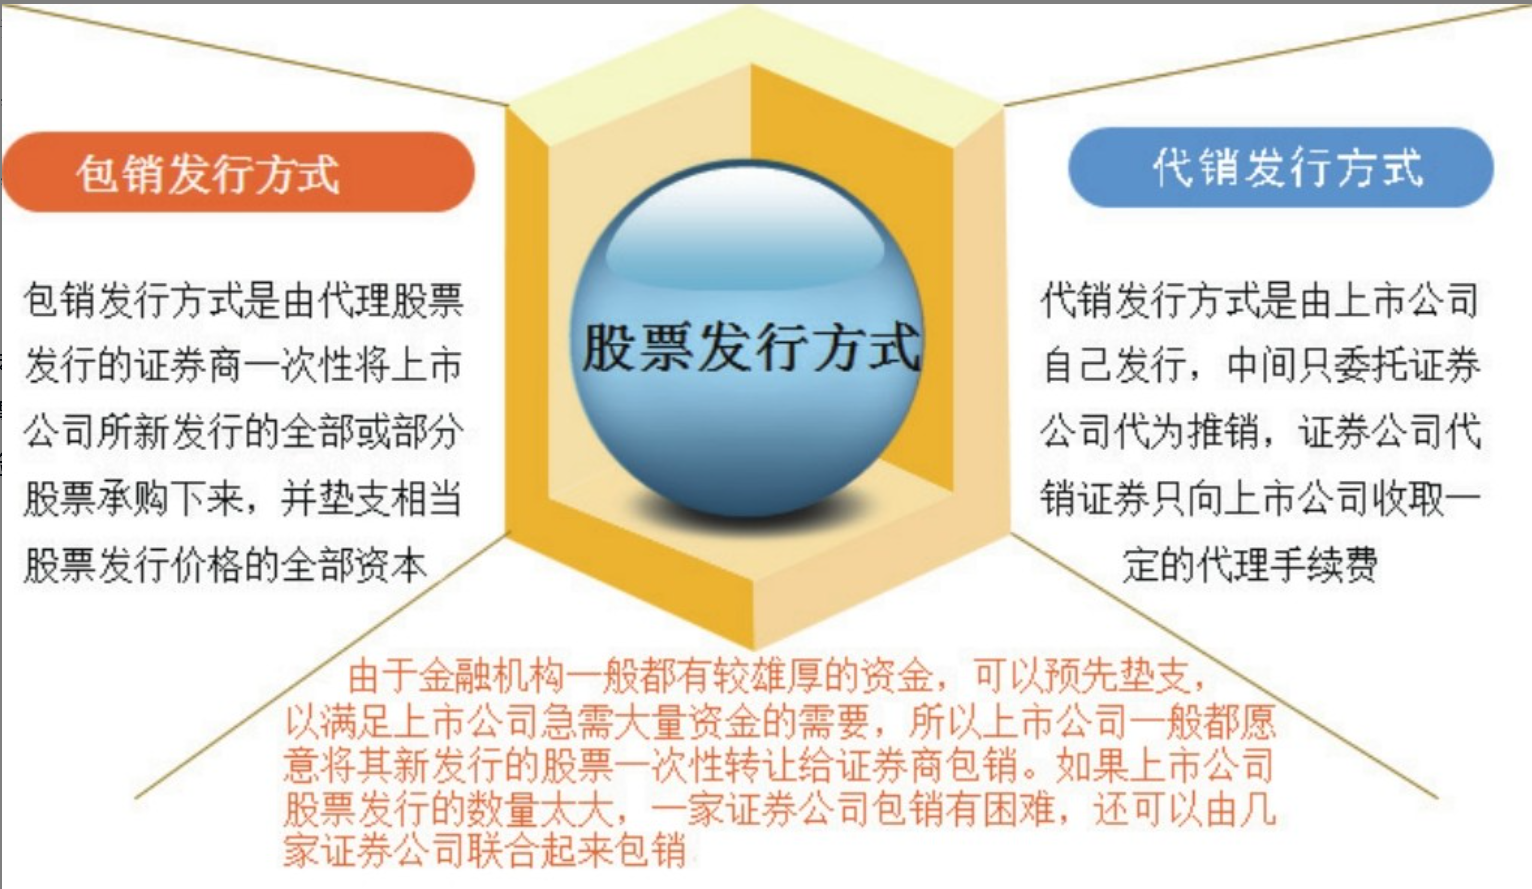 包销发行方式
包销发行方式是由代理股票
发行的证券商一次性将上市
公司所新发行的全部或部分
股票承购下来，并垫支相当
股票发行价格的全部资本
股票发行方式
代销发行方式
代销发行方式是由上市公司
自己发行，中间只委托证券
公司代为推销，证券公司代
销证券只向上市公司收取一
定的代理手续费
由于金融机构一般都有较雄厚的资金，可以预先垫支，
以满足上市公司急需大量资金的需要，所以上市公司一般都愿
意将其新发行的股票一次性转让给证券商包销。如果上市公司
股票发行的数量太大，一家证券公司包销有困难，还可以由几
家证券公司联合起来包销